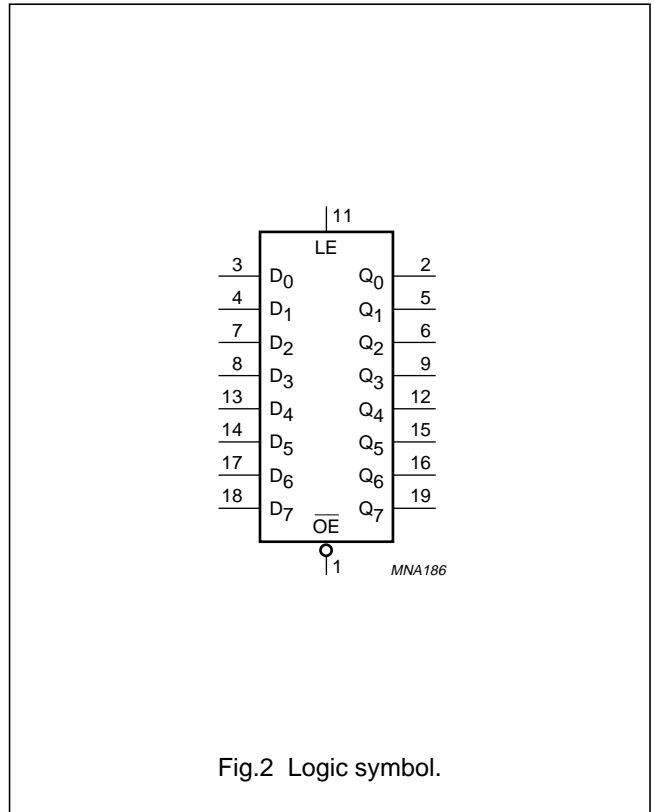 11
LE
3 D0 Q0 2
4 D1 Q1 5
7 D2 Q2 6
8 D3 Q3 9
13 D4 Q4 12
14 D5 Q5 15
17 D6 Q6 16
18 D7 Q7 19
O̅E̅
1
MNA186
Fig.2 Logic symbol.